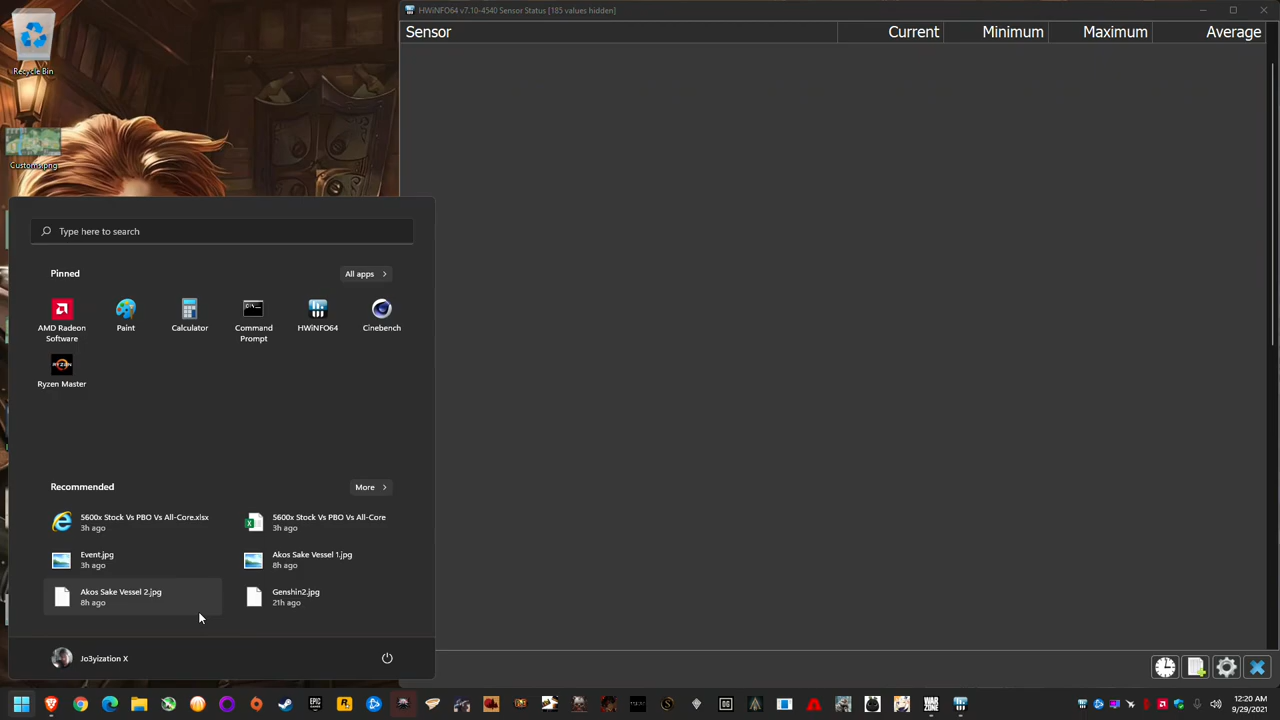 HWiNFO64 v7.10-4540 Sensor Status [185 values hidden]
Sensor Current Minimum Maximum Average
Recycle Bin
Customs.png
Type here to search
Pinned
All apps
AMD Radeon Software
Paint
Calculator
Command Prompt
HWiNFO64
Cinebench
Ryzen Master
Recommended
More
5600x Stock Vs PBO Vs All-Core.xlsx
3h ago
5600x Stock Vs PBO Vs All-Core
3h ago
Event.jpg
3h ago
Akos Sake Vessel 1.jpg
8h ago
Akos Sake Vessel 2.jpg
8h ago
Genshin2.jpg
21h ago
Jo3yization X
12:20 AM
9/29/2021